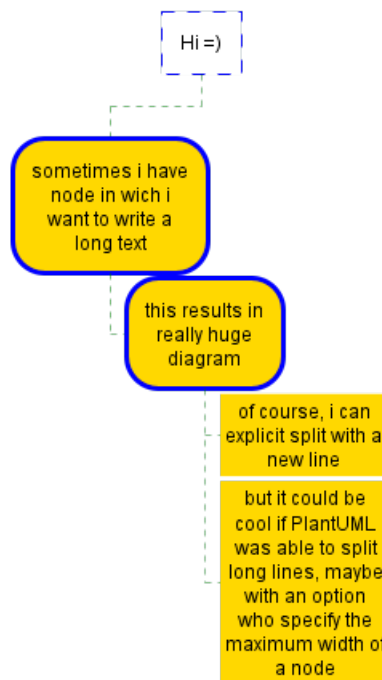 Hi =)
sometimes i have
node in wich i
want to write a
long text
this results in
really huge
diagram
of course, i can
explicit split with a
new line
but it could be
cool if PlantUML
was able to split
long lines, maybe
with an option
who specify the
maximum width of
a node